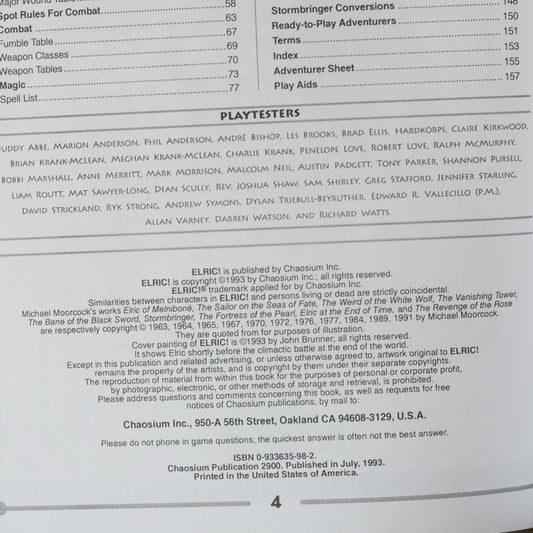 58
Spot Rules For Combat 63
Combat 67
Fumble Table 69
Weapon Classes 70
Weapon Tables 73
Magic 77
Spell List
Stormbringer Conversions 148
Ready-to-Play Adventurers 150
Terms 151
Index 153
Adventurer Sheet 155
Play Aids 157
PLAYTESTERS
UDDY ABBE, MARION ANDERSON, PHIL ANDERSON, ANDRÉ BISHOP, LES BROOKS, BRAD ELLIS, HARDKORPS, CLAIRE KIRKWOOD,
BRIAN KRANK-MCLEAN, MEGHAN KRANK-MCLEAN, CHARLIE KRANK, PENELOPE LOVE, ROBERT LOVE, RALPH MCMURPHY,
BOBBI MARSHALL, ANNE MERRITT, MARK MORRISON, MALCOLM NEIL, AUSTIN PADGETT, TONY PARKER, SHANNON PURSELL
LIAM ROUTT, MAT SAWYER-LONG, DEAN SCULLY, REV. JOSHUA SHAW, SAM SHIRLEY, GREG STAFFORD, JENNIFER STARLING,
DAVID STRICKLAND, RYK STRONG, ANDREW SYMONS, DYLAN TRIEBULL-BEYRUTHER, EDWARD R. VALLECILLO (P.M.),
ALLAN VARNEY, DARREN WATSON, AND RICHARD WATTS.
ELRIC! is published by Chaosium Inc.
ELRIC! is copyright ©1993 by Chaosium Inc.; all rights reserved.
ELRIC!® trademark applied for by Chaosium Inc.
Similarities between characters in ELRIC! and persons living or dead are strictly coincidental.
Michael Moorcock's works Elric of Melniboné, The Sailor on the Seas of Fate, The Weird of the White Wolf, The Vanishing Tower,
The Bane of the Black Sword, Stormbringer, The Fortress of the Pearl, Elric at the End of Time, and The Revenge of the Rose
are respectively copyright © 1963, 1964, 1965, 1967, 1970, 1972, 1976, 1977, 1984, 1989, 1991 by Michael Moorcock.
They are quoted from for purposes of illustration.
Cover painting of ELRIC! is ©1993 by John Brunner; all rights reserved.
It shows Elric shortly before the climactic battle at the end of the world.
Except in this publication and related advertising, or unless otherwise agreed to, artwork original to ELRIC!
remains the property of the artists, and is copyright by them under their separate copyrights.
The reproduction of material from within this book for the purposes of personal or corporate profit,
by photographic, electronic, or other methods of storage and retrieval, is prohibited.
Please address questions and comments concerning this book, as well as requests for free
notices of Chaosium publications, by mail to:
Chaosium Inc., 950-A 56th Street, Oakland CA 94608-3129, U.S.A.
Please do not phone in game questions; the quickest answer is often not the best answer.
ISBN 0-933635-98-2.
Chaosium Publication 2900. Published in July, 1993.
Printed in the United States of America.
4